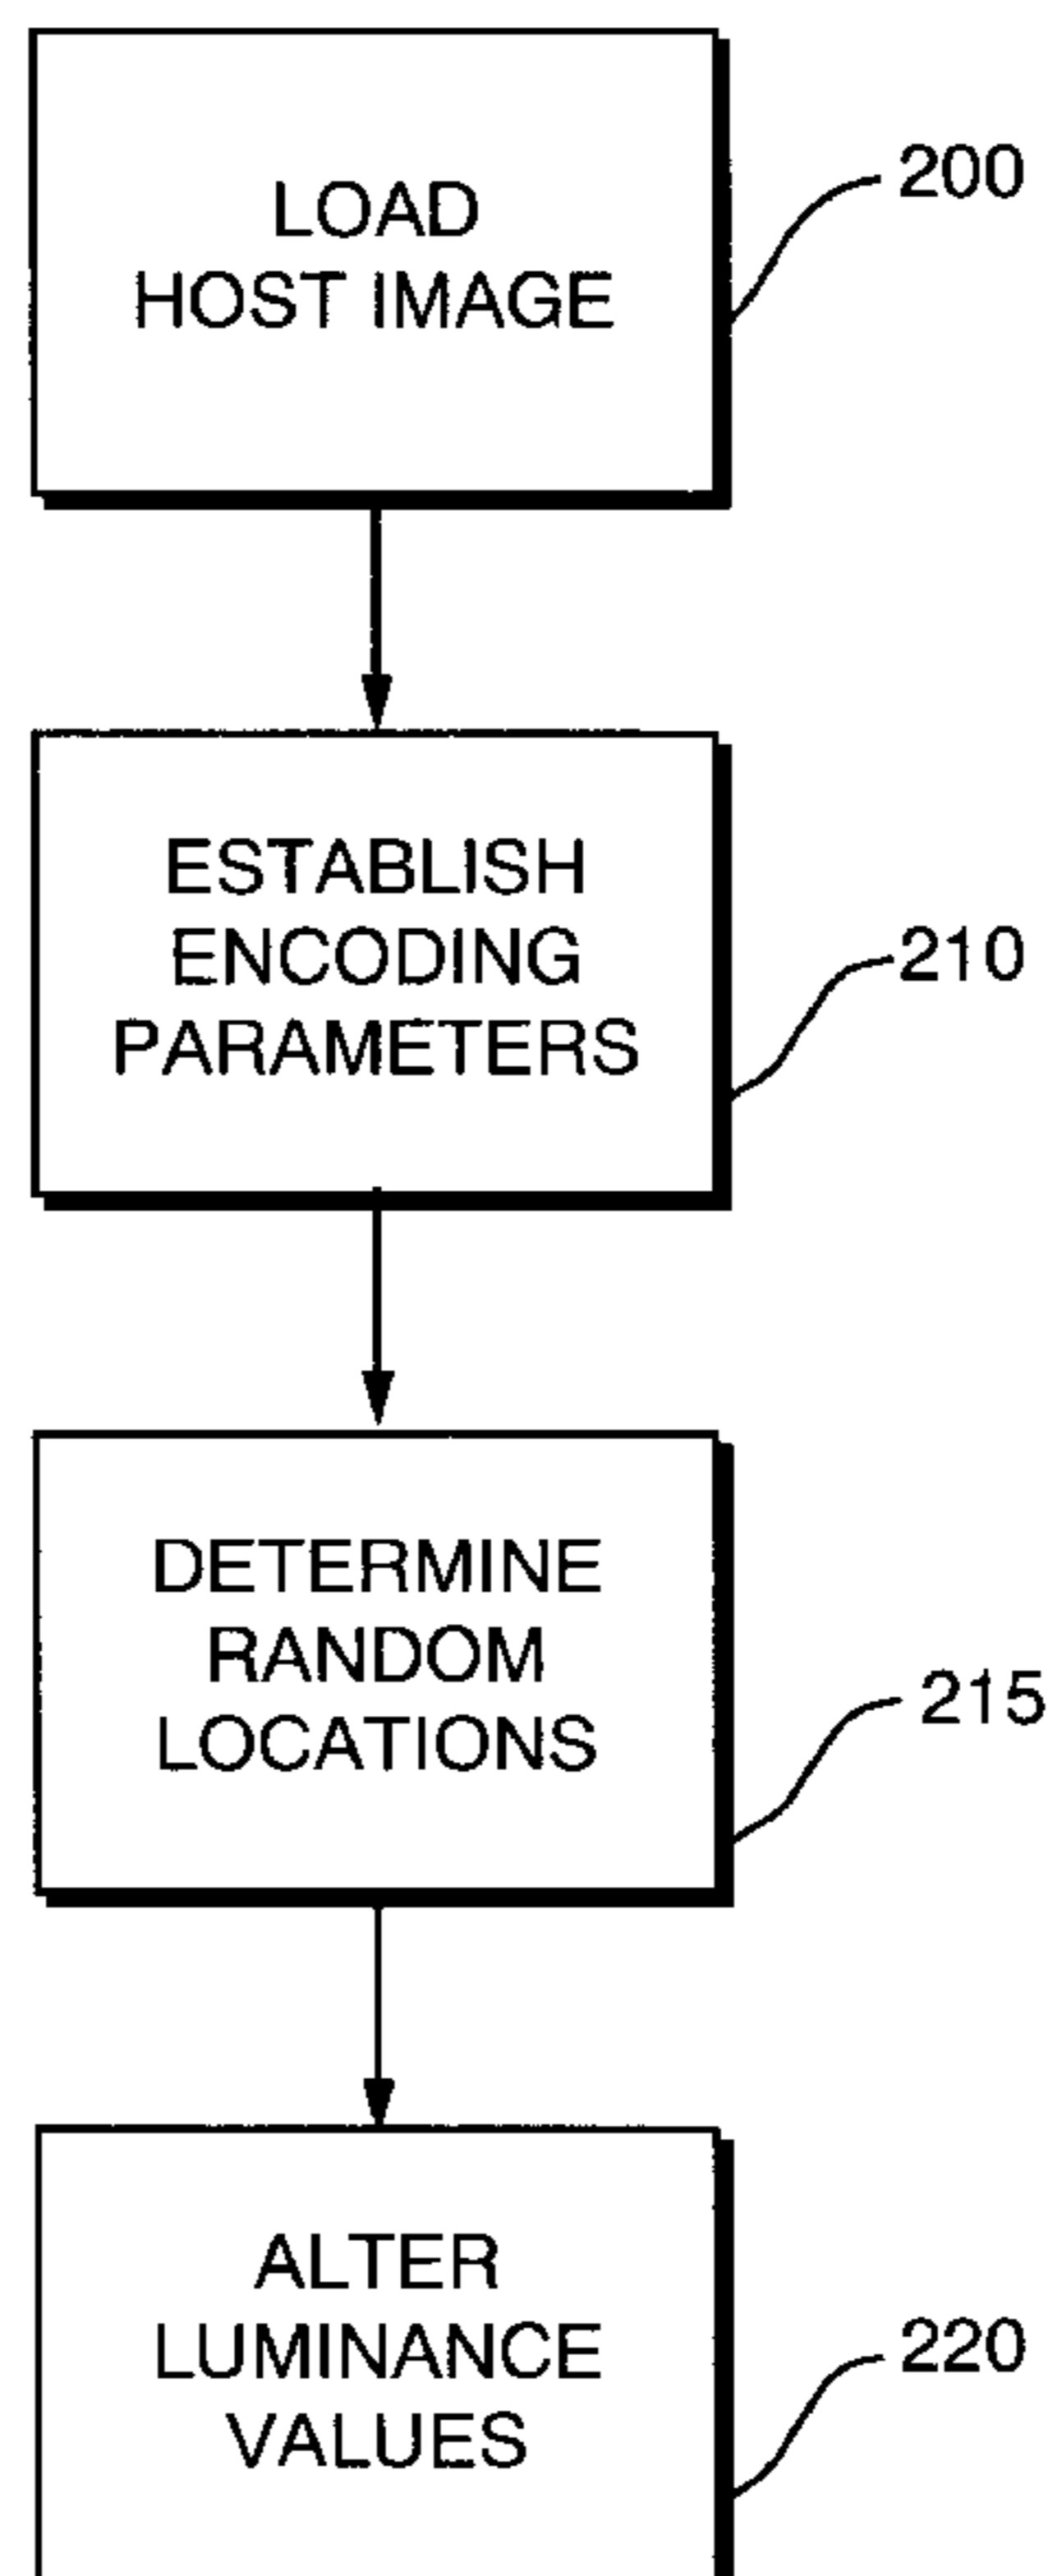 LOAD
HOST IMAGE
200
ESTABLISH
ENCODING
PARAMETERS
210
DETERMINE
RANDOM
LOCATIONS
215
ALTER
LUMINANCE
VALUES
220